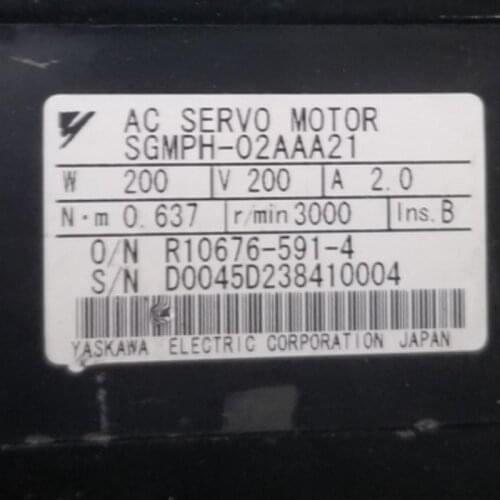 AC SERVO MOTOR
SGMPH-02AAA21
W 200 V 200 A 2.0
N·m 0.637 r/min 3000 Ins. B
O/N R10676-591-4
S/N D0045D238410004
YASKAWA ELECTRIC CORPORATION JAPAN